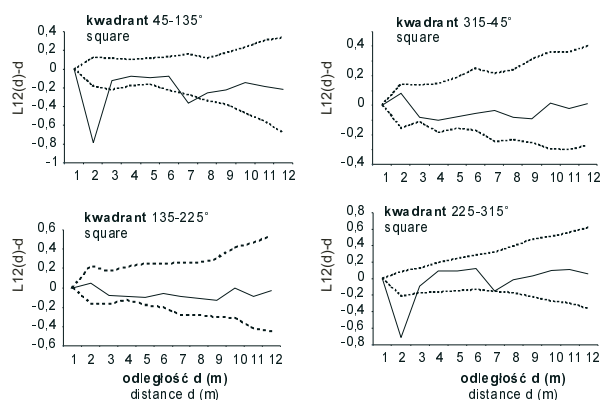 kwadrant 45-135°
square
L12(d)-d
0,4
0,2
0
-0,2
-0,4
-0,6
-0,8
-1
1 2 3 4 5 6 7 8 9 10 11 12
kwadrant 315-45°
square
L12(d)-d
0,4
0,2
0
-0,2
-0,4
1 2 3 4 5 6 7 8 9 10 11 12
kwadrant 135-225°
square
L12(d)-d
0,6
0,4
0,2
0
-0,2
-0,4
-0,6
1 2 3 4 5 6 7 8 9 10 11 12
odległość d (m)
distance d (m)
kwadrant 225-315°
square
L12(d)-d
0,8
0,6
0,4
0,2
0
-0,2
-0,4
-0,6
-0,8
1 2 3 4 5 6 7 8 9 10 11 12
odległość d (m)
distance d (m)